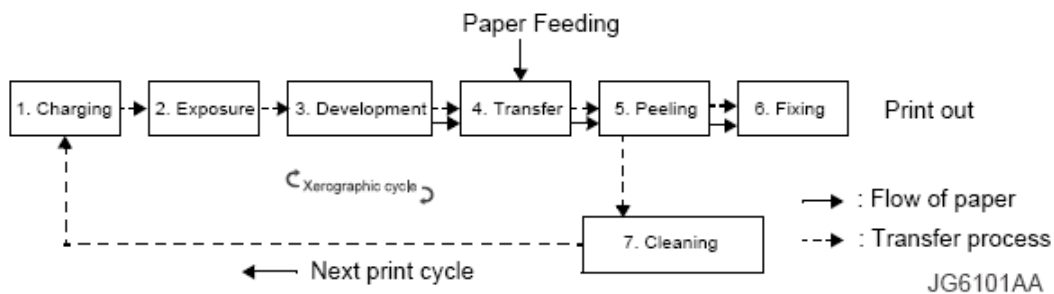 Paper Feeding
1. Charging
2. Exposure
3. Development
4. Transfer
5. Peeling
6. Fixing
Print out
Xerographic cycle
: Flow of paper
7. Cleaning
: Transfer process
Next print cycle
JG6101AA